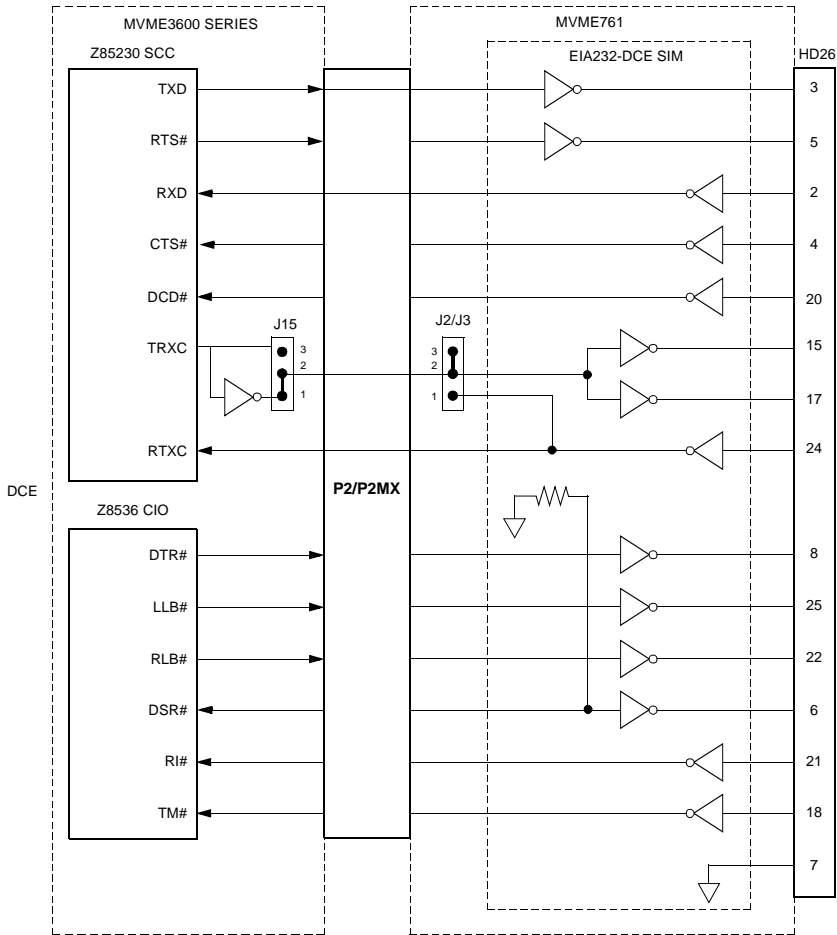 MVME3600 SERIES
MVME761
Z85230 SCC
EIA232-DCE SIM
HD26
TXD
3
RTS#
5
RXD
2
CTS#
4
DCD#
20
TRXC
J15
3
2
1
J2/J3
3
2
1
15
17
RTXC
24
DCE
P2/P2MX
Z8536 CIO
DTR#
8
LLB#
25
RLB#
22
DSR#
6
RI#
21
TM#
18
7